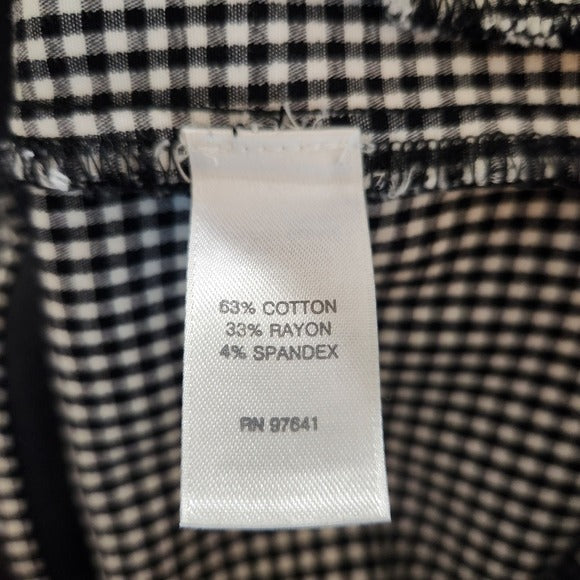 63% COTTON
33% RAYON
4% SPANDEX
RN 97641